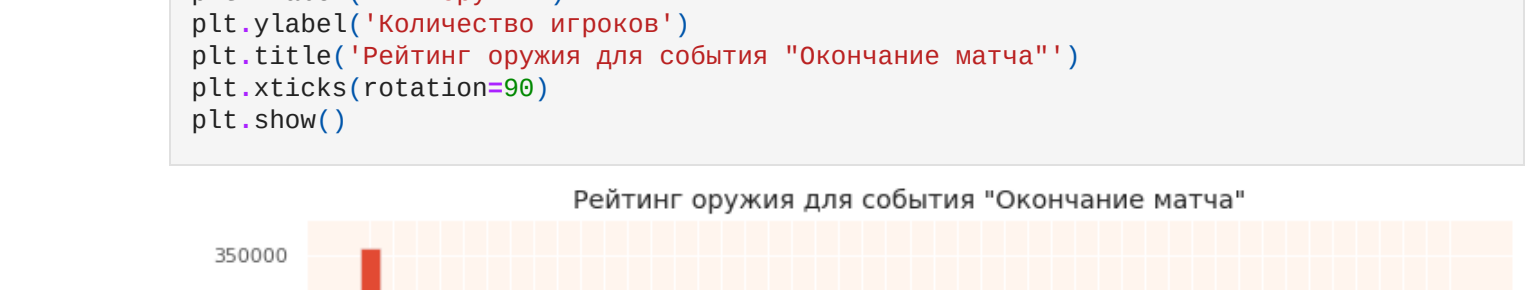 plt.ylabel('Количество игроков')
plt.title('Рейтинг оружия для события "Окончание матча"')
plt.xticks(rotation=90)
plt.show()
Рейтинг оружия для события "Окончание матча"
350000